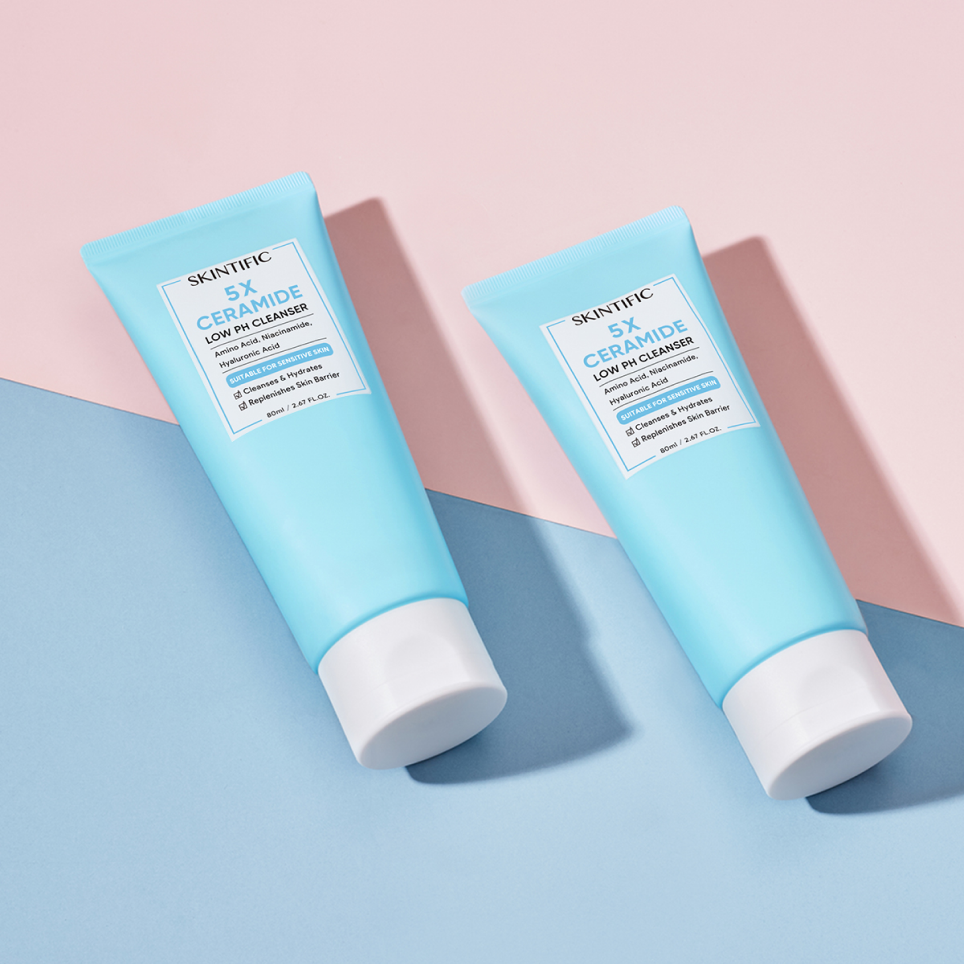 SKINTIFIC
5X
CERAMIDE
LOW PH CLEANSER
Amino Acid, Niacinamide,
Hyaluronic Acid
SUITABLE FOR SENSITIVE SKIN
Cleanses & Hydrates
Replenishes Skin Barrier
80ml / 2.67 FL.OZ.
SKINTIFIC
5X
CERAMIDE
LOW PH CLEANSER
Amino Acid, Niacinamide,
Hyaluronic Acid
SUITABLE FOR SENSITIVE SKIN
Cleanses & Hydrates
Replenishes Skin Barrier
80ml / 2.67 FL.OZ.